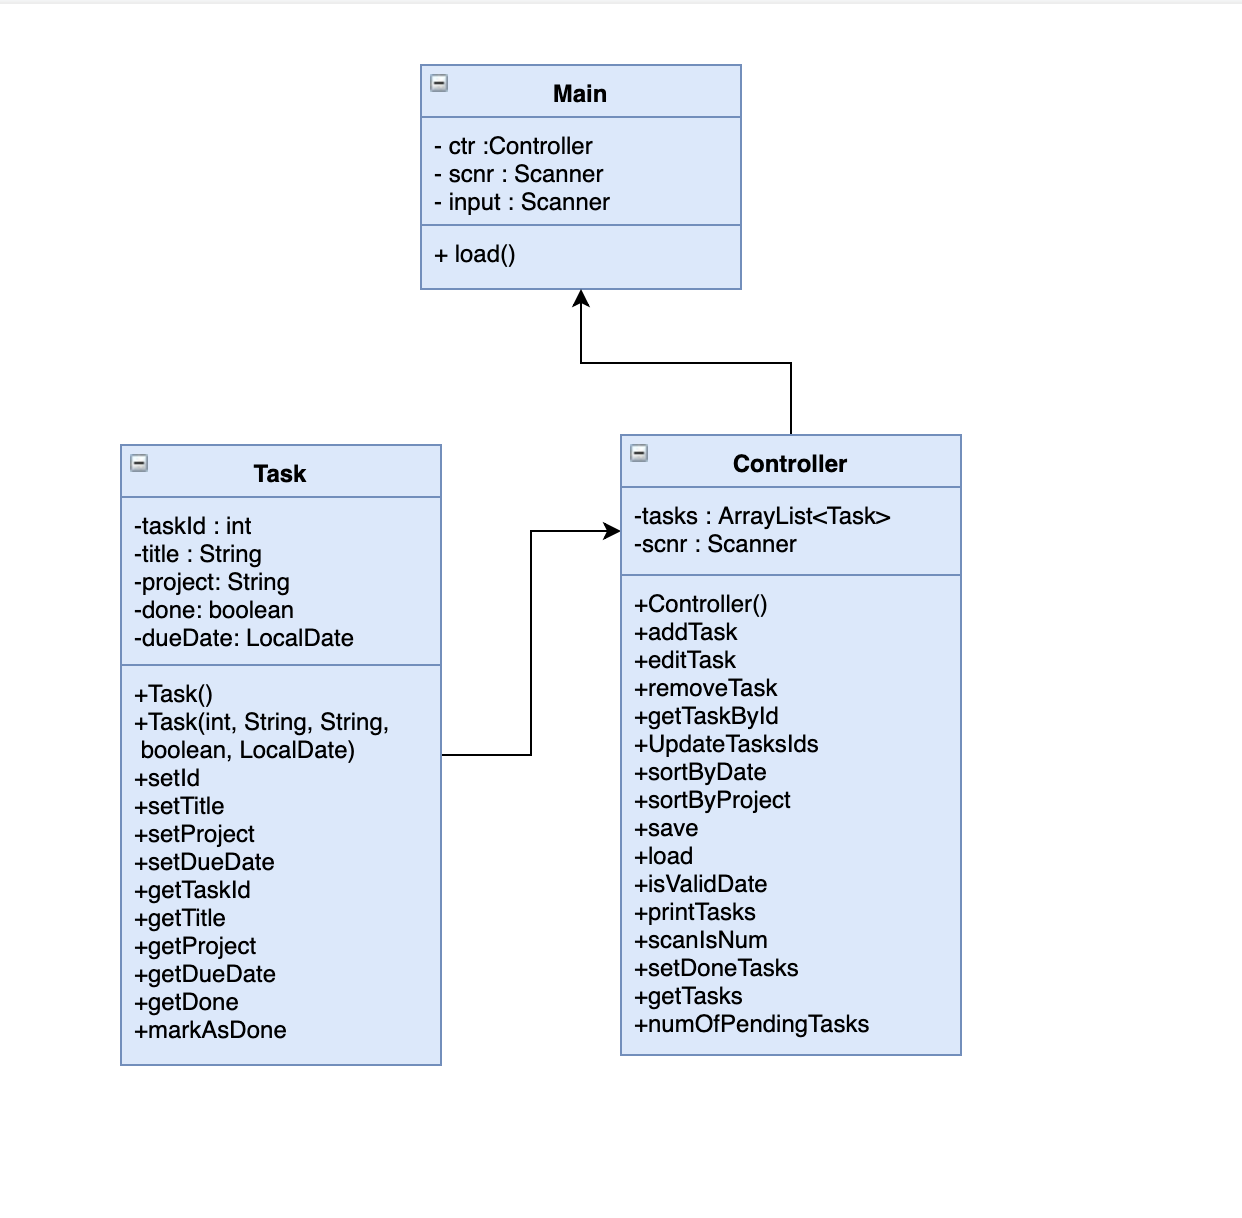 Main
- ctr :Controller
- scnr : Scanner
- input : Scanner
+ load()
Task
-taskId : int
-title : String
-project: String
-done: boolean
-dueDate: LocalDate
+Task()
+Task(int, String, String,
boolean, LocalDate)
+setId
+setTitle
+setProject
+setDueDate
+getTaskId
+getTitle
+getProject
+getDueDate
+getDone
+markAsDone
Controller
-tasks : ArrayList<Task>
-scnr : Scanner
+Controller()
+addTask
+editTask
+removeTask
+getTaskById
+UpdateTasksIds
+sortByDate
+sortByProject
+save
+load
+isValidDate
+printTasks
+scanIsNum
+setDoneTasks
+getTasks
+numOfPendingTasks